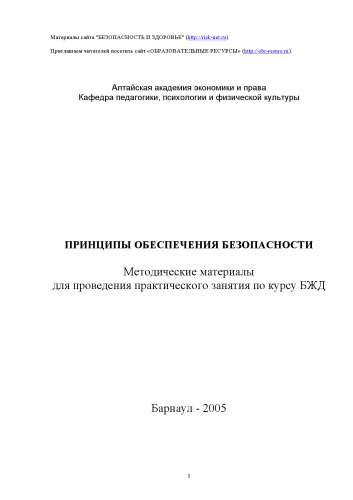 Материалы сайта "БЕЗОПАСНОСТЬ И ЗДОРОВЬЕ" (http://risk-net.ru)
Приглашаем читателей посетить сайт «ОБРАЗОВАТЕЛЬНЫЕ РЕСУРСЫ» (http://obr-resurs.ru).
Алтайская академия экономики и права
Кафедра педагогики, психологии и физической культуры
ПРИНЦИПЫ ОБЕСПЕЧЕНИЯ БЕЗОПАСНОСТИ
Методические материалы
для проведения практического занятия по курсу БЖД
Барнаул - 2005
1